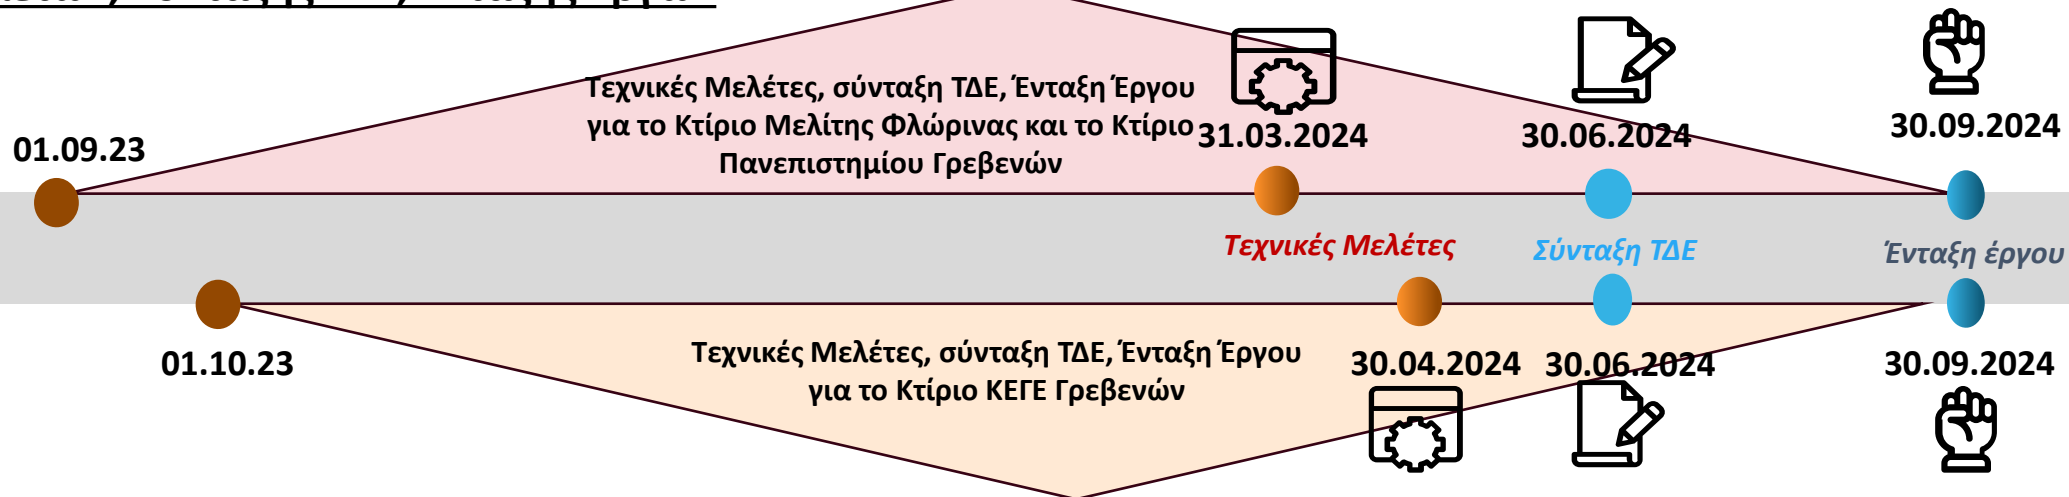 Τεχνικές Μελέτες, σύνταξη ΤΔΕ, Ένταξη Έργου
για το Κτίριο Μελίτης Φλώρινας και το Κτίριο
Πανεπιστημίου Γρεβενών
01.09.23
31.03.2024
30.06.2024
30.09.2024
Τεχνικές Μελέτες
Σύνταξη ΤΔΕ
Ένταξη έργου
01.10.23
Τεχνικές Μελέτες, σύνταξη ΤΔΕ, Ένταξη Έργου
για το Κτίριο ΚΕΓΕ Γρεβενών
30.04.2024
30.06.2024
30.09.2024